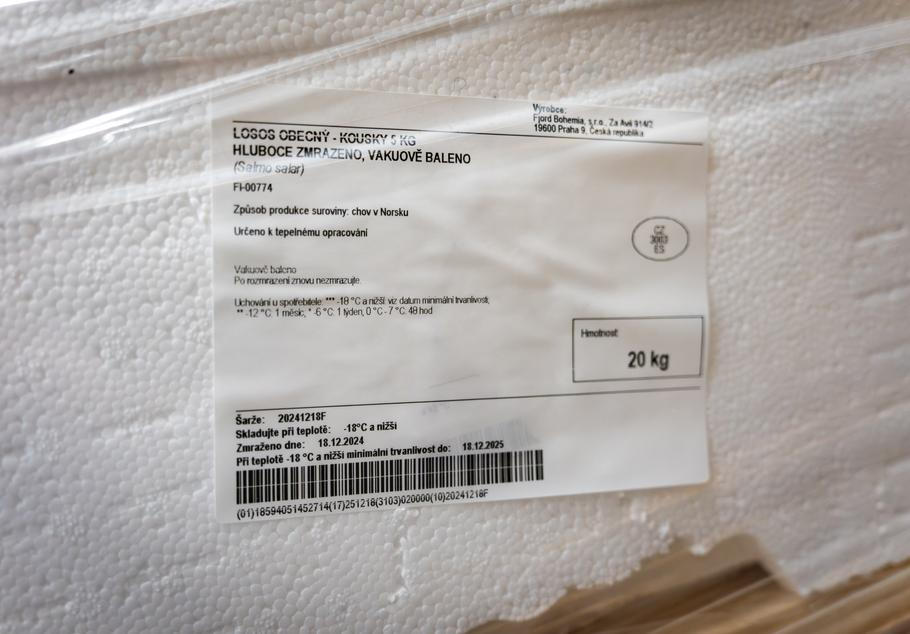 Výrobce:
Fjord Bohemia, s.r.o., Za Avií 914/2
19600 Praha 9, Česká republika
LOSOS OBECNÝ - KOUSKY 5 KG
HLUBOCE ZMRAZENO, VAKUOVĚ BALENO
(Salmo salar)
FI-00774
Způsob produkce suroviny: chov v Norsku
Určeno k tepelnému opracování
CZ
3003
ES
Vakuově baleno
Po rozmrazení znovu nezmrazujte.
Uchování u spotřebitele: *** -18 °C a nižší: viz datum minimální trvanlivosti,
** -12 °C: 1 měsíc, * -6 °C: 1 týden, 0 °C - 7 °C: 48 hod
Hmotnost:
20 kg
Šarže: 20241218F
Skladujte při teplotě: -18°C a nižší
Zmraženo dne: 18.12.2024
Při teplotě -18 °C a nižší minimální trvanlivost do: 18.12.2025
(01)18594051452714(17)251218(3103)020000(10)20241218F